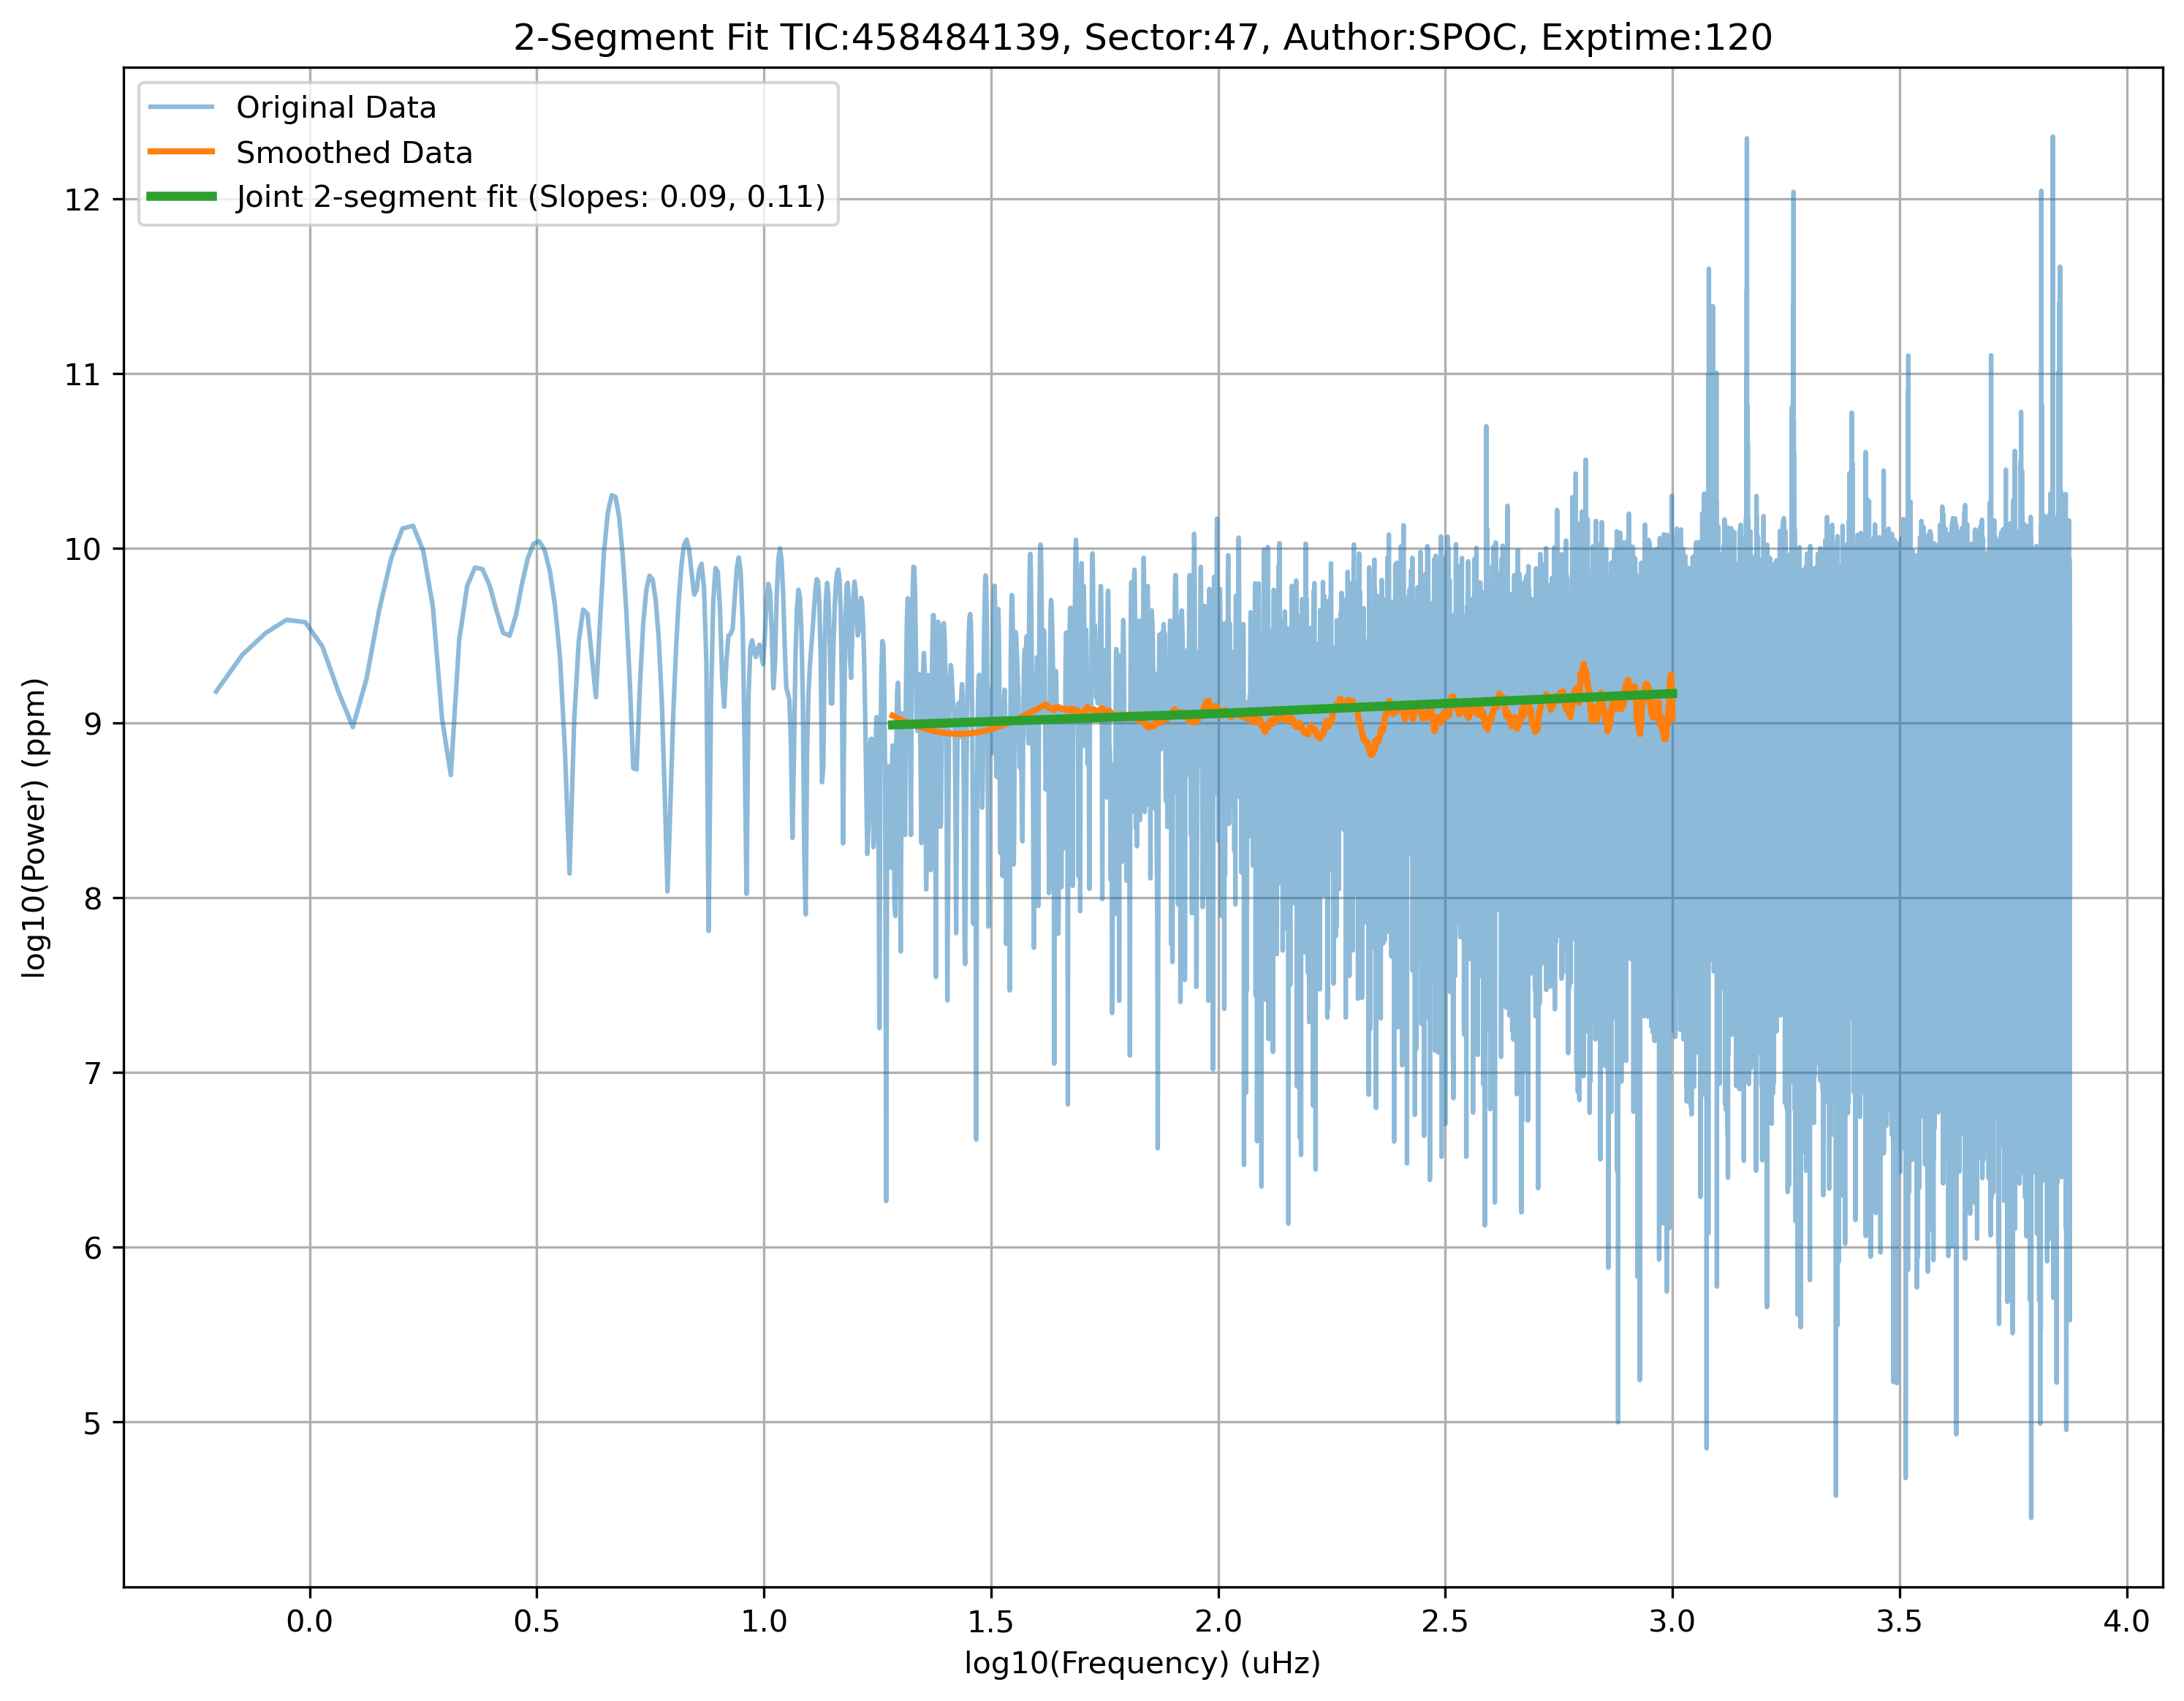 2-Segment Fit TIC:458484139, Sector:47, Author:SPOC, Exptime:120
Original Data
Smoothed Data
Joint 2-segment fit (Slopes: 0.09, 0.11)
log10(Power) (ppm)
12
11
10
9
8
7
6
5
0.0 0.5 1.0 1.5 2.0 2.5 3.0 3.5 4.0
log10(Frequency) (uHz)